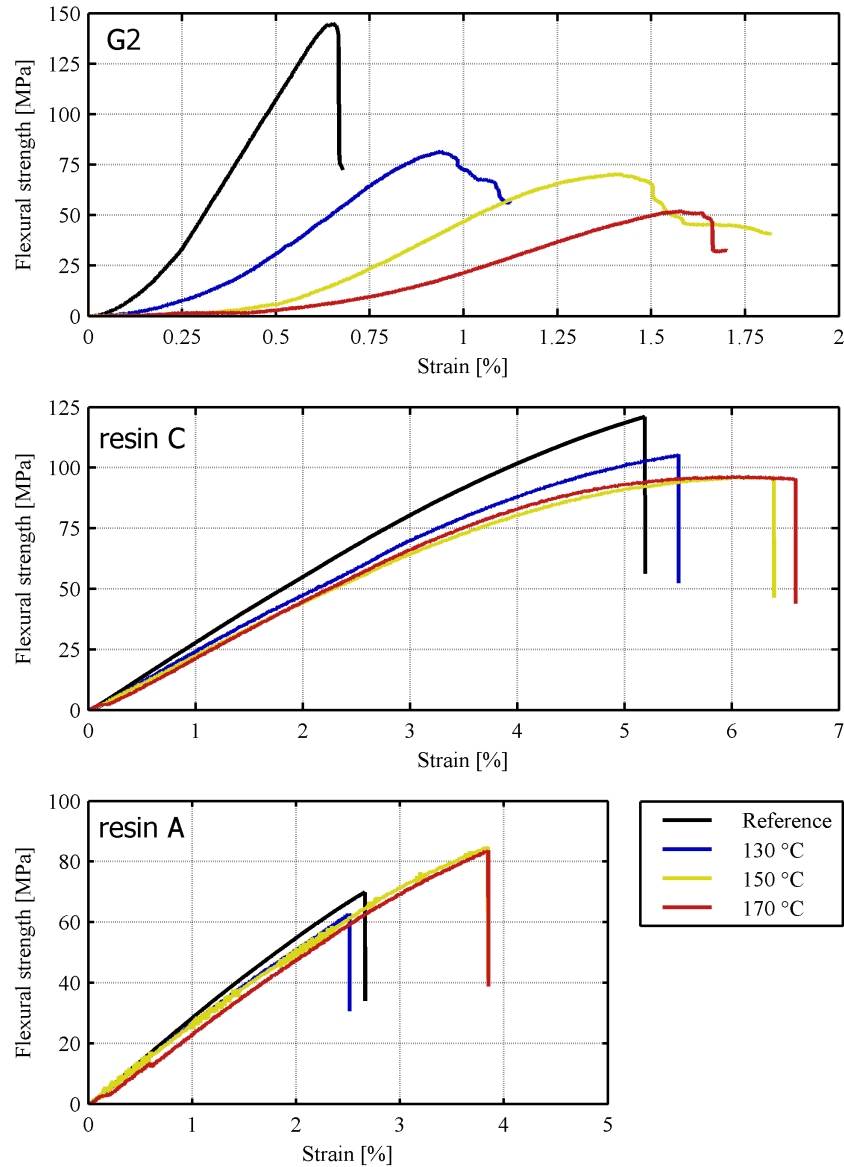 G2
Flexural strength [MPa]
150
125
100
75
50
25
0
0 0.25 0.5 0.75 1 1.25 1.5 1.75 2
Strain [%]
resin C
Flexural strength [MPa]
125
100
75
50
25
0
0 1 2 3 4 5 6 7
Strain [%]
resin A
Flexural strength [MPa]
100
80
60
40
20
0
0 1 2 3 4 5
Strain [%]
Reference
130 °C
150 °C
170 °C